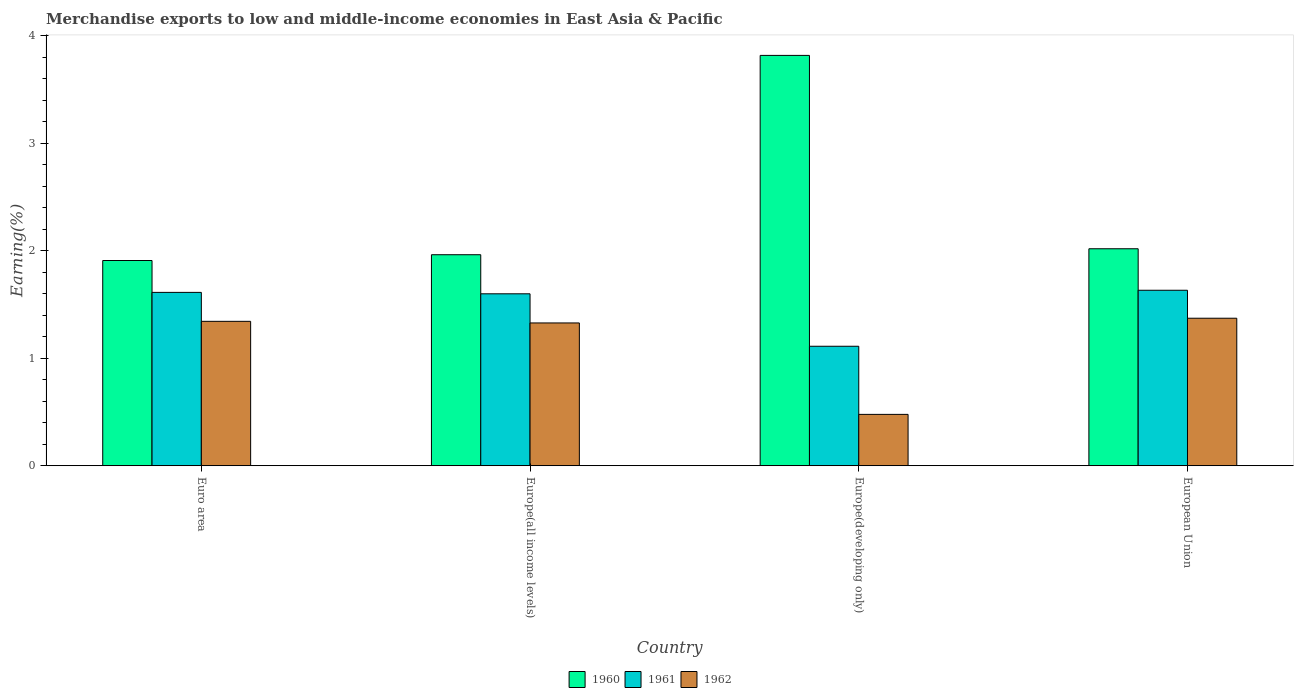 Merchandise exports to low and middle-income economies in East Asia & Pacific
Earning(%)
4
3
2
1
0
Euro area
Europe(all income levels)
Europe(developing only)
European Union
Country
1960
1961
1962